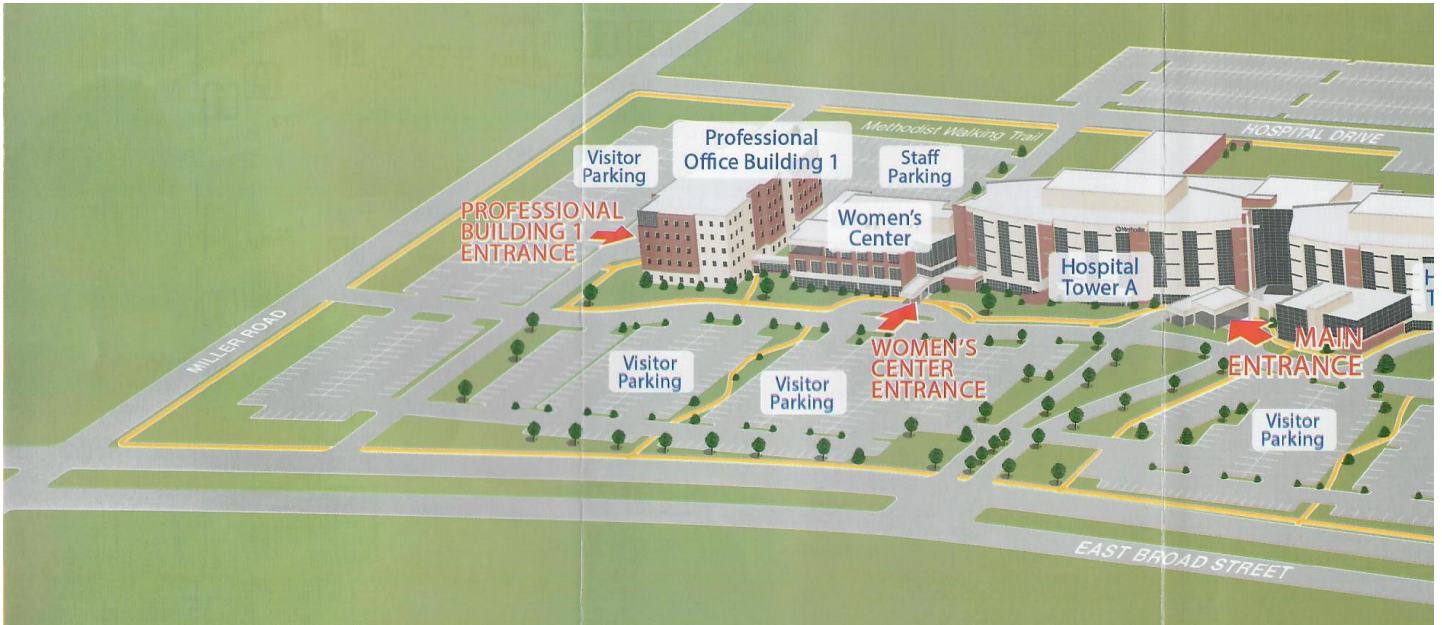 Methodist Walking Trail
HOSPITAL DRIVE
Professional
Office Building 1
Visitor
Parking
Staff
Parking
PROFESSIONAL
BUILDING 1
ENTRANCE
Women's
Center
Methodist
Hospital
Tower A
H
T
MILLER ROAD
WOMEN'S
CENTER
ENTRANCE
MAIN
ENTRANCE
Visitor
Parking
Visitor
Parking
Visitor
Parking
EAST BROAD STREET